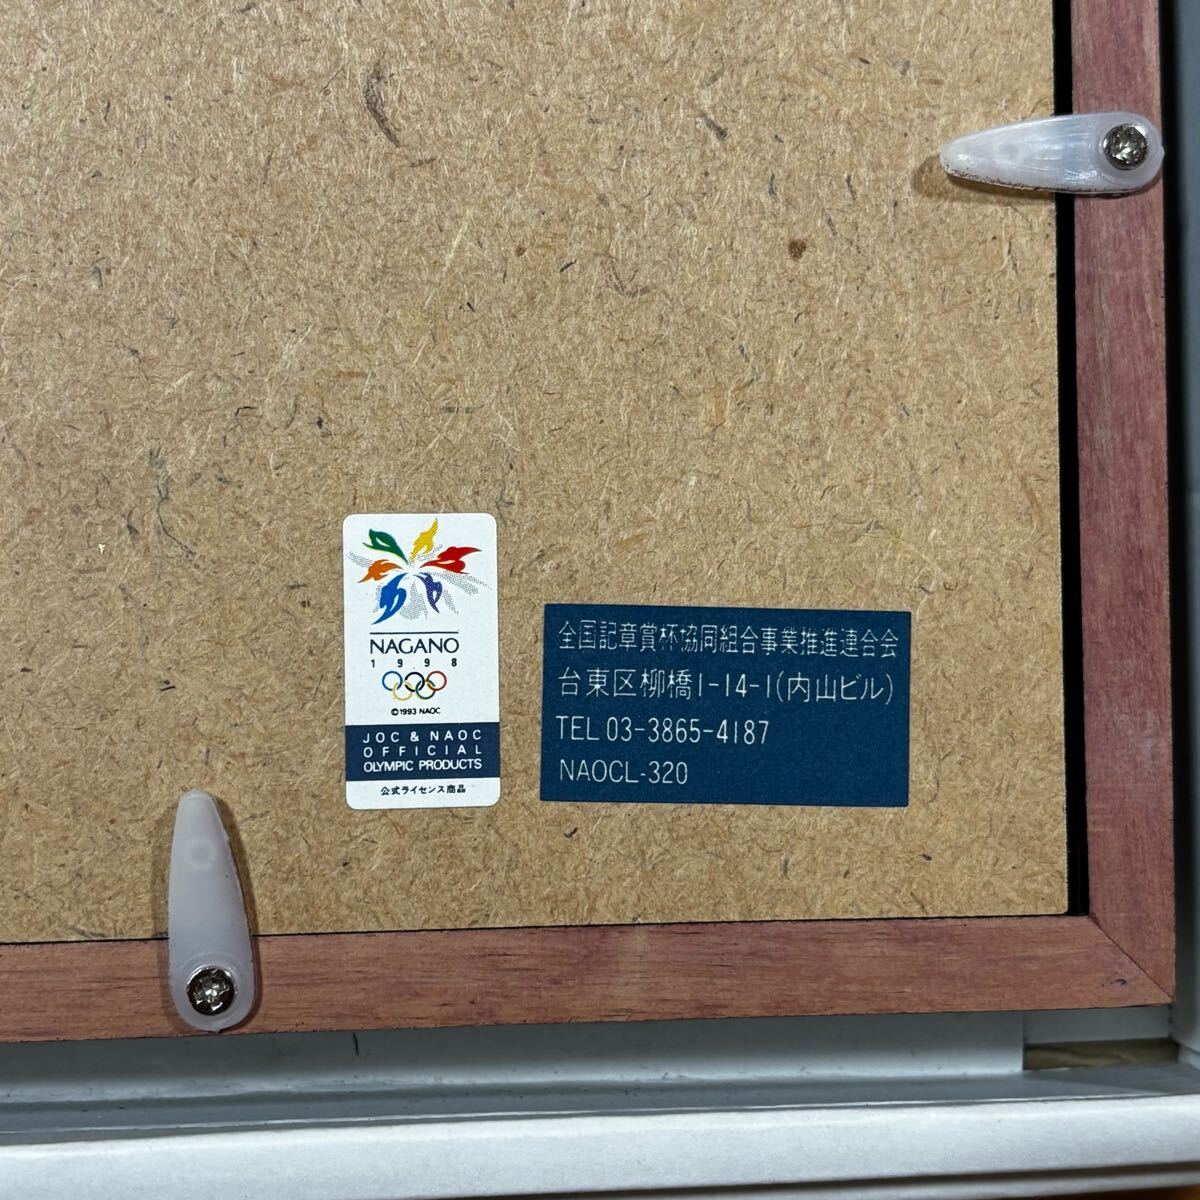 NAGANO
1998
©1993 NAOC
JOC & NAOC
OFFICIAL
OLYMPIC PRODUCTS
公式ライセンス商品
全国記章賞杯協同組合事業推進連合会
台東区柳橋1-14-1(内山ビル)
TEL 03-3865-4187
NAOCL-320